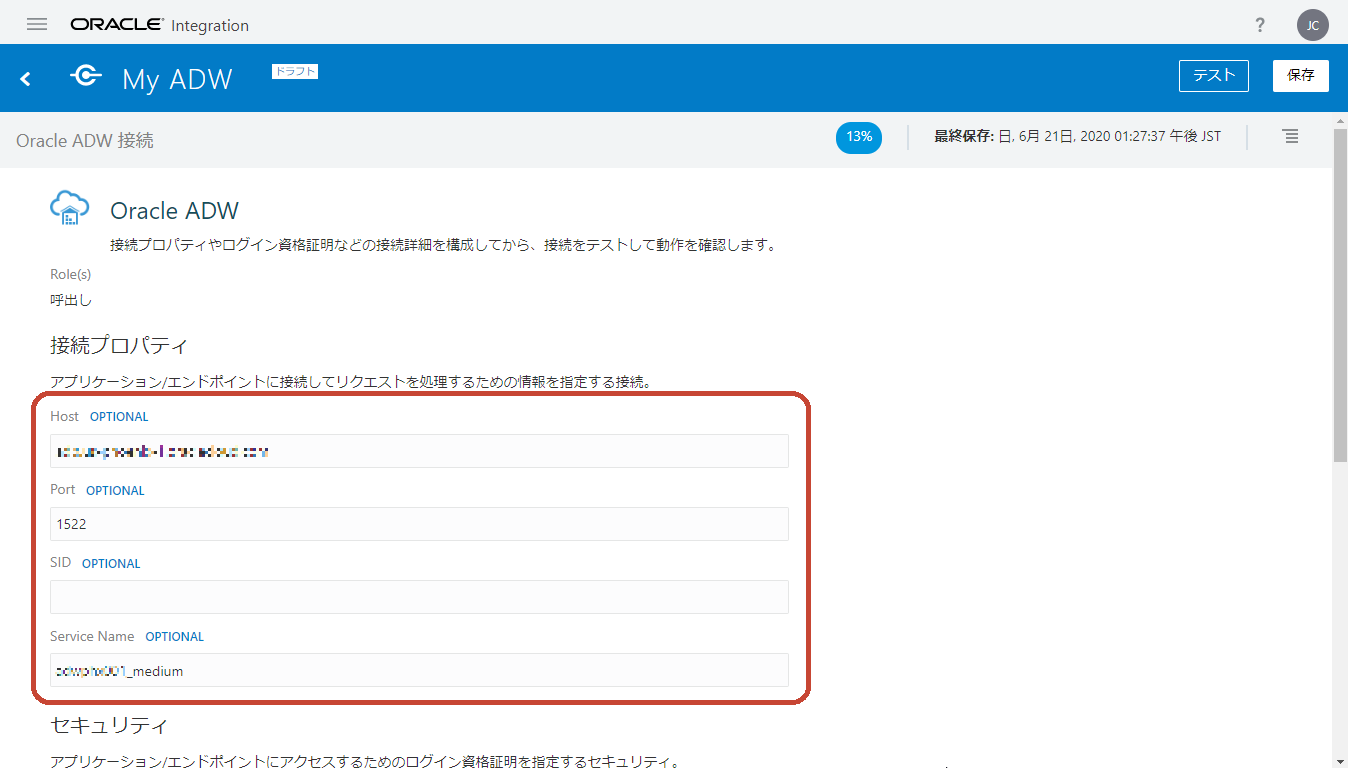 ORACLE Integration
?
JC
My ADW
ドラフト
テスト
保存
Oracle ADW 接続
13%
最終保存: 日, 6月 21日, 2020 01:27:37 午後 JST
Oracle ADW
接続プロパティやログイン資格証明などの接続詳細を構成してから、接続をテストして動作を確認します。
Role(s)
呼出し
接続プロパティ
アプリケーション/エンドポイントに接続してリクエストを処理するための情報を指定する接続。
Host OPTIONAL
Port OPTIONAL
1522
SID OPTIONAL
Service Name OPTIONAL
_medium
セキュリティ
アプリケーション/エンドポイントにアクセスするためのログイン資格証明を指定するセキュリティ。